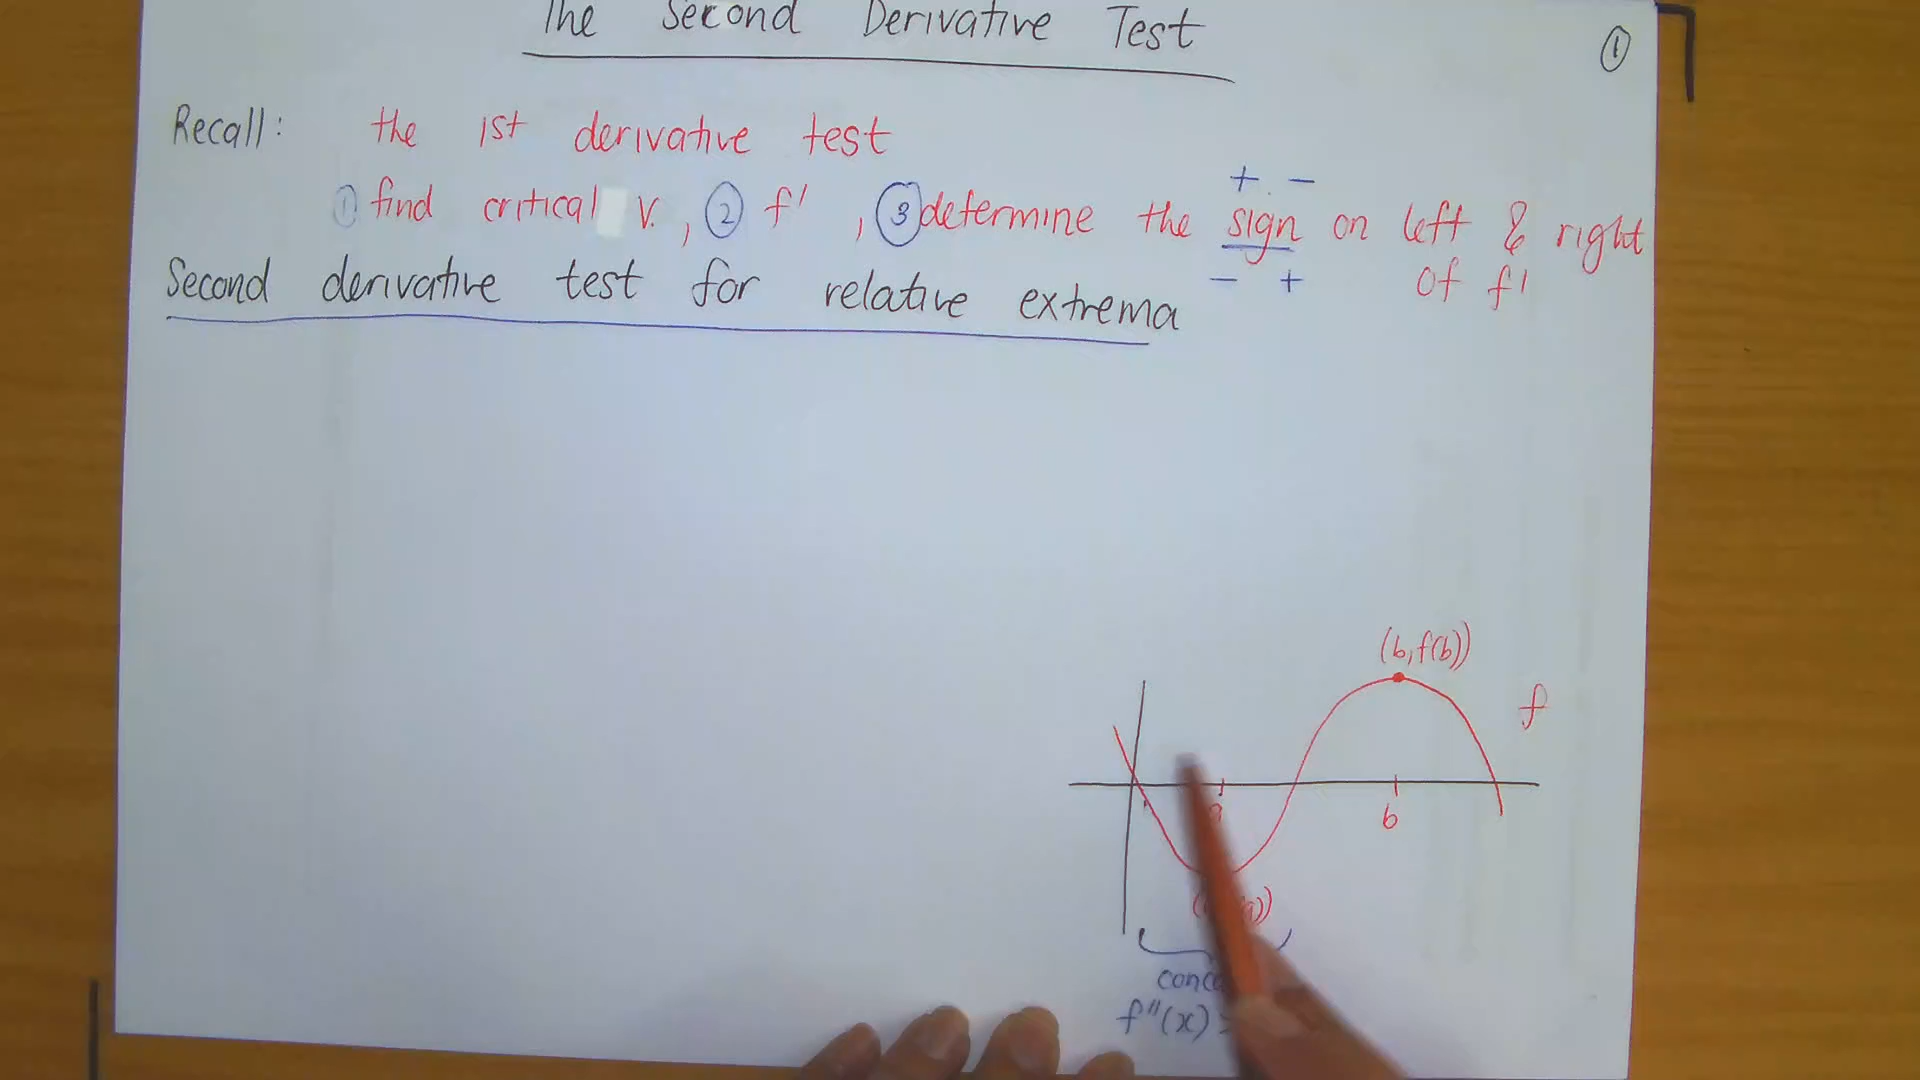 The Second Derivative Test
①
Recall: the 1st derivative test
+ -
① find critical v. , ② f' , ③ determine the sign on left & right
- + of f'
Second derivative test for relative extrema
(b, f(b))
f
b
f''(x)